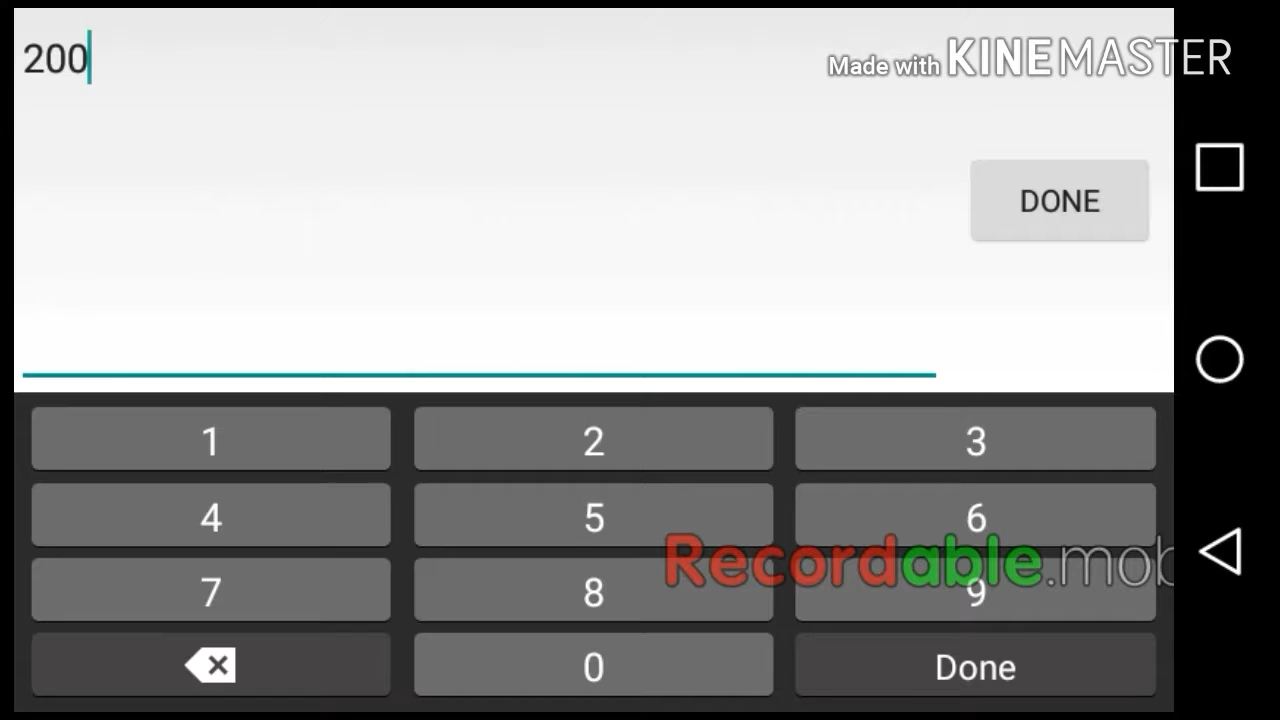 200
Made with KINEMASTER
DONE
1 2 3
4 5 6
Recordable.mob
7 8 9
0 Done